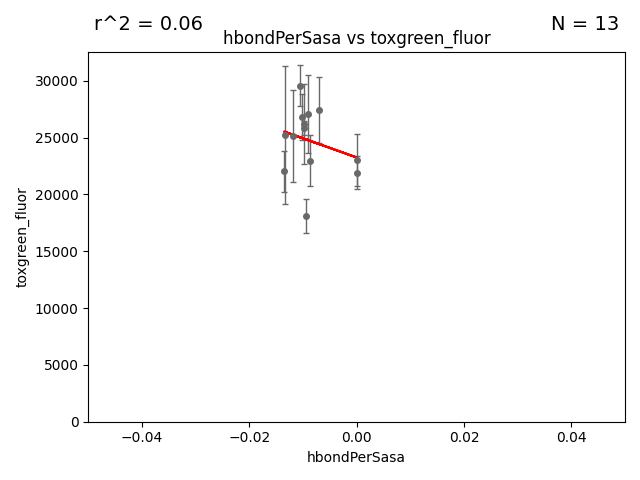 r^2 = 0.06
N = 13
hbondPerSasa vs toxgreen_fluor
30000
25000
20000
15000
10000
5000
0
toxgreen_fluor
−0.04
−0.02
0.00
0.02
0.04
hbondPerSasa